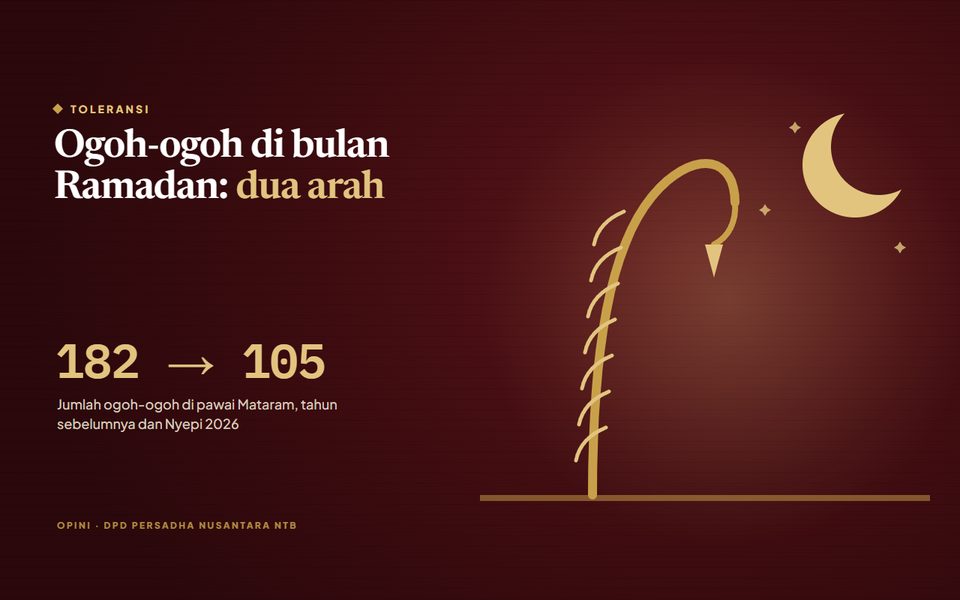 TOLERANSI
Ogoh-ogoh di bulan
Ramadan: dua arah
182 → 105
Jumlah ogoh-ogoh di pawai Mataram, tahun
sebelumnya dan Nyepi 2026
OPINI · DPD PERSADHA NUSANTARA NTB